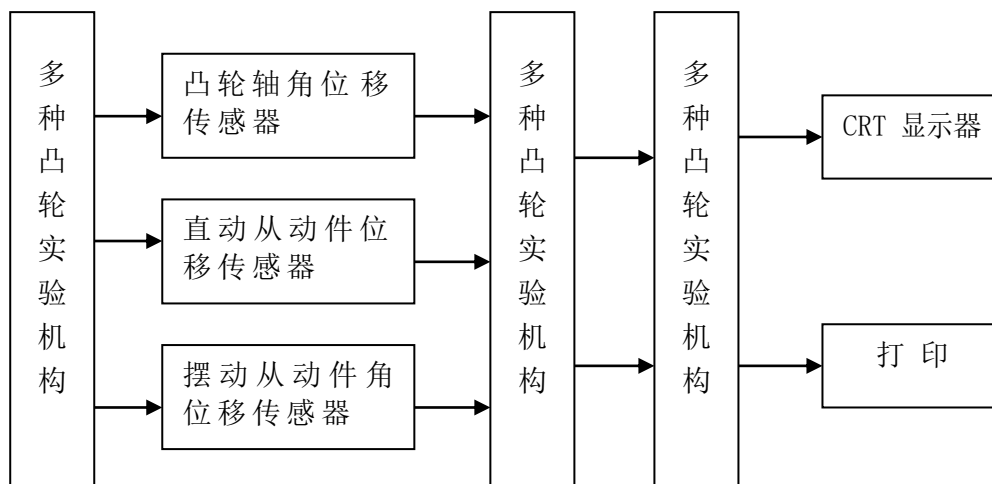 多种凸轮实验机构
凸轮轴角位移
传感器
直动从动件位
移传感器
摆动从动件角
位移传感器
多种凸轮实验机构
多种凸轮实验机构
CRT 显示器
打 印